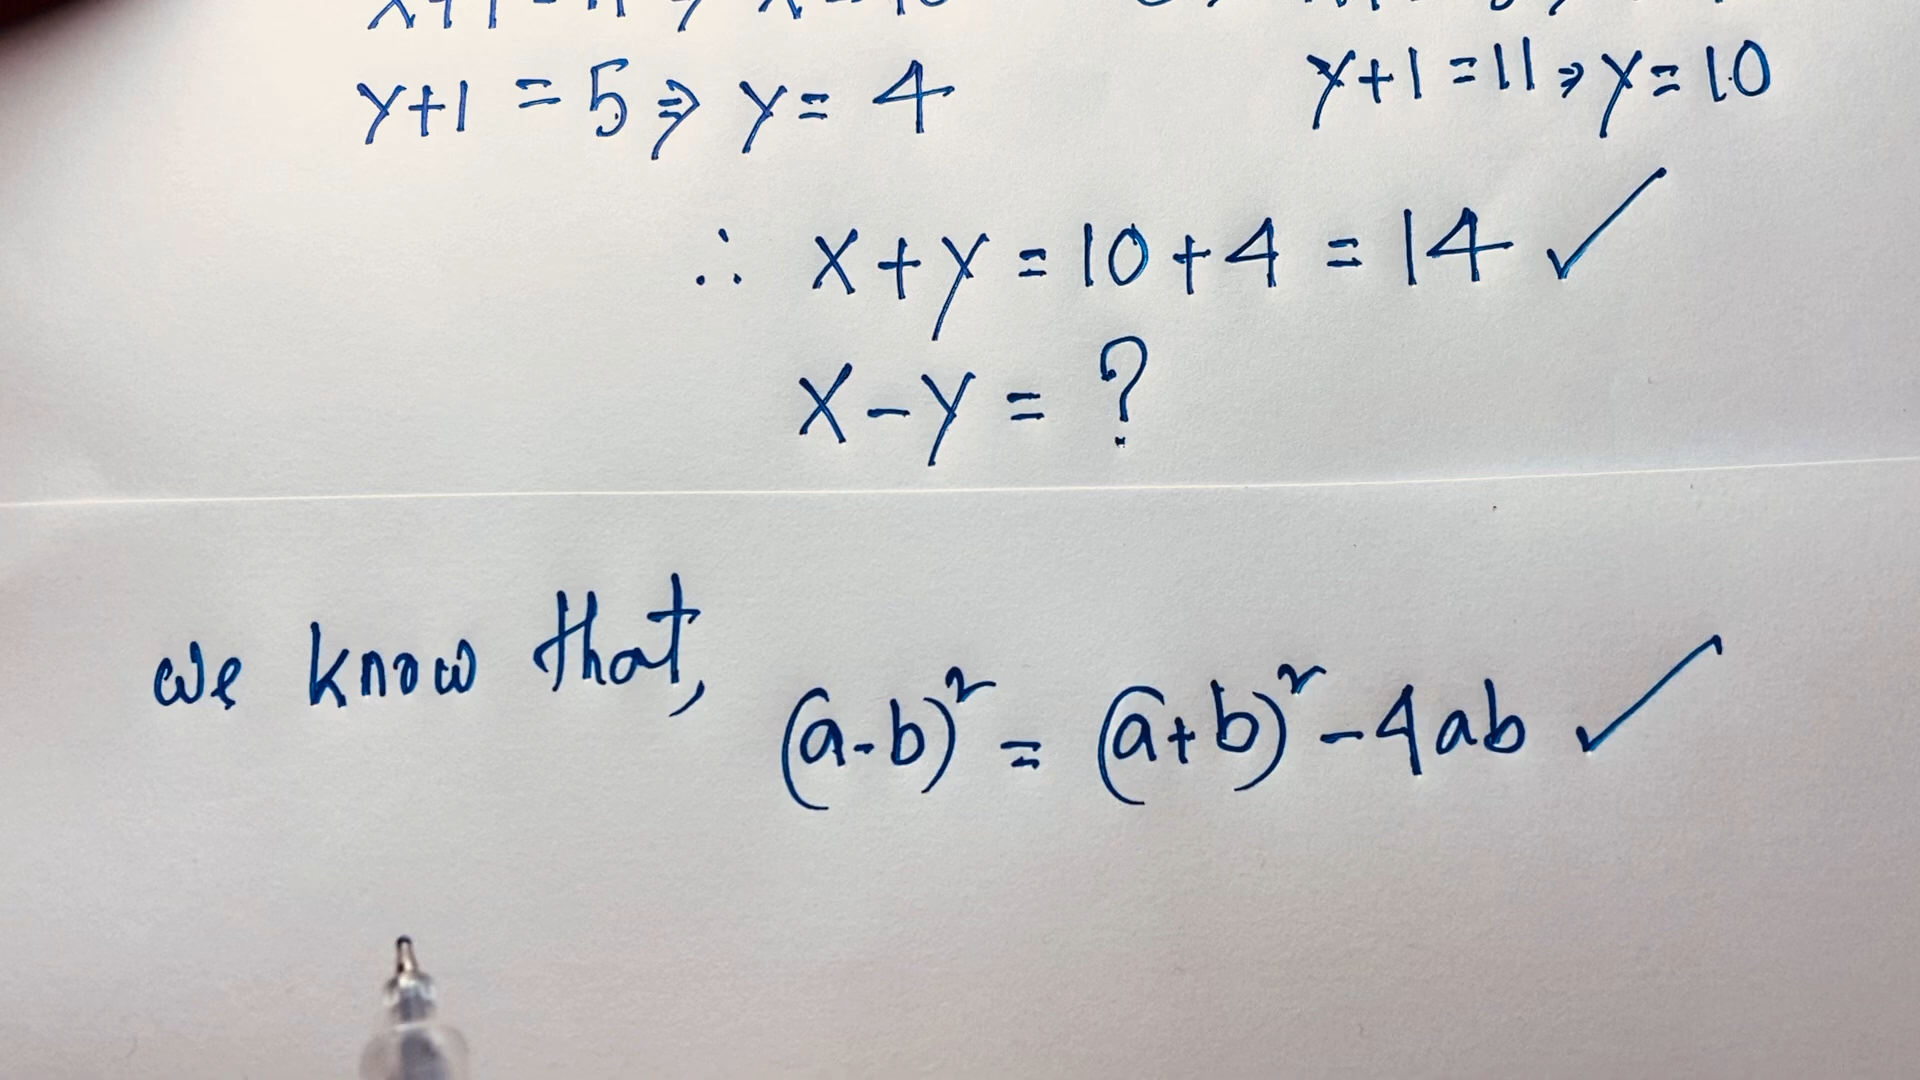 y+1 = 5 ⇒ y = 4
y+1 = 11 ⇒ y = 10
∴ x + y = 10 + 4 = 14 ✓
x - y = ?
we know that,
(a-b)² = (a+b)² - 4ab ✓